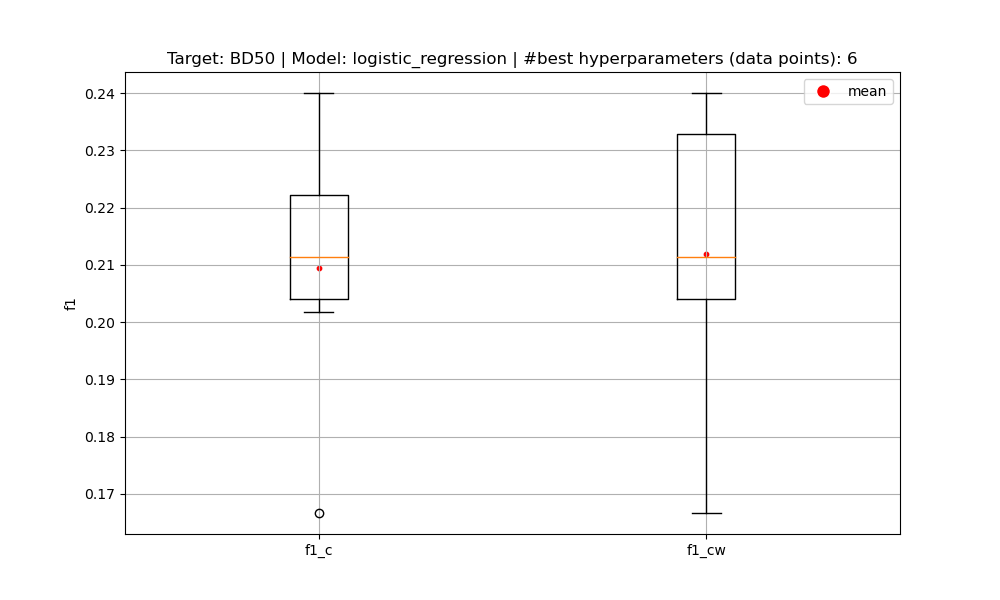 Target: BD50 | Model: logistic_regression | #best hyperparameters (data points): 6
mean
0.24
0.23
0.22
0.21
0.20
0.19
0.18
0.17
f1
f1_c
f1_cw